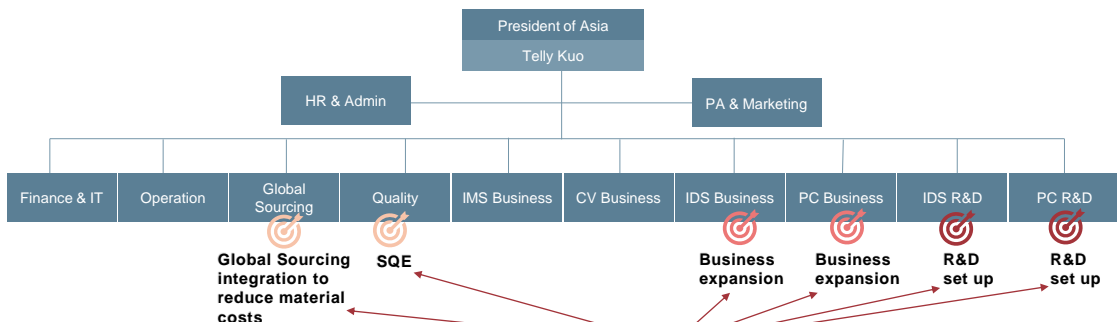 President of Asia
Telly Kuo
HR & Admin
PA & Marketing
Finance & IT
Operation
Global
Sourcing
Quality
IMS Business
CV Business
IDS Business
PC Business
IDS R&D
PC R&D
Global Sourcing
integration to
reduce material
costs
SQE
Business
expansion
Business
expansion
R&D
set up
R&D
set up